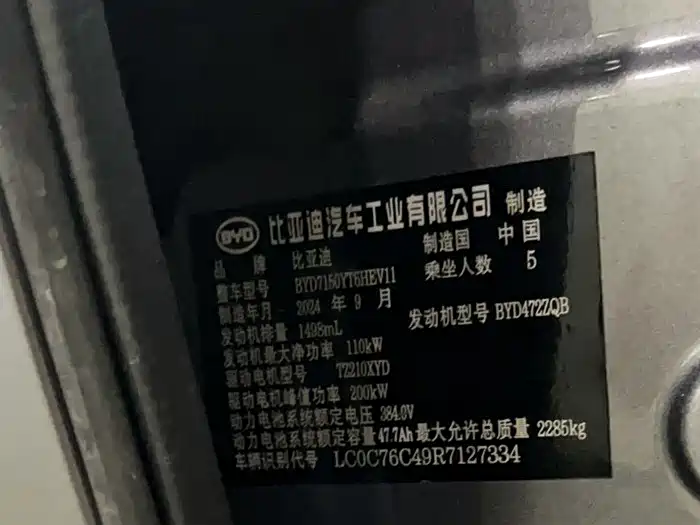 BYD 比亚迪汽车工业有限公司 制造
品牌 比亚迪 制造国 中国
整车型号 BYD7150YT6HEV11 乘坐人数 5
制造年月 2024 年 9 月
发动机排量 1498mL 发动机型号 BYD472ZQB
发动机最大净功率 110kW
驱动电机型号 TZ210XYD
驱动电机峰值功率 200kW
动力电池系统额定电压 384.0V
动力电池系统额定容量 47.7Ah 最大允许总质量 2285kg
车辆识别代号 LC0C76C49R7127334